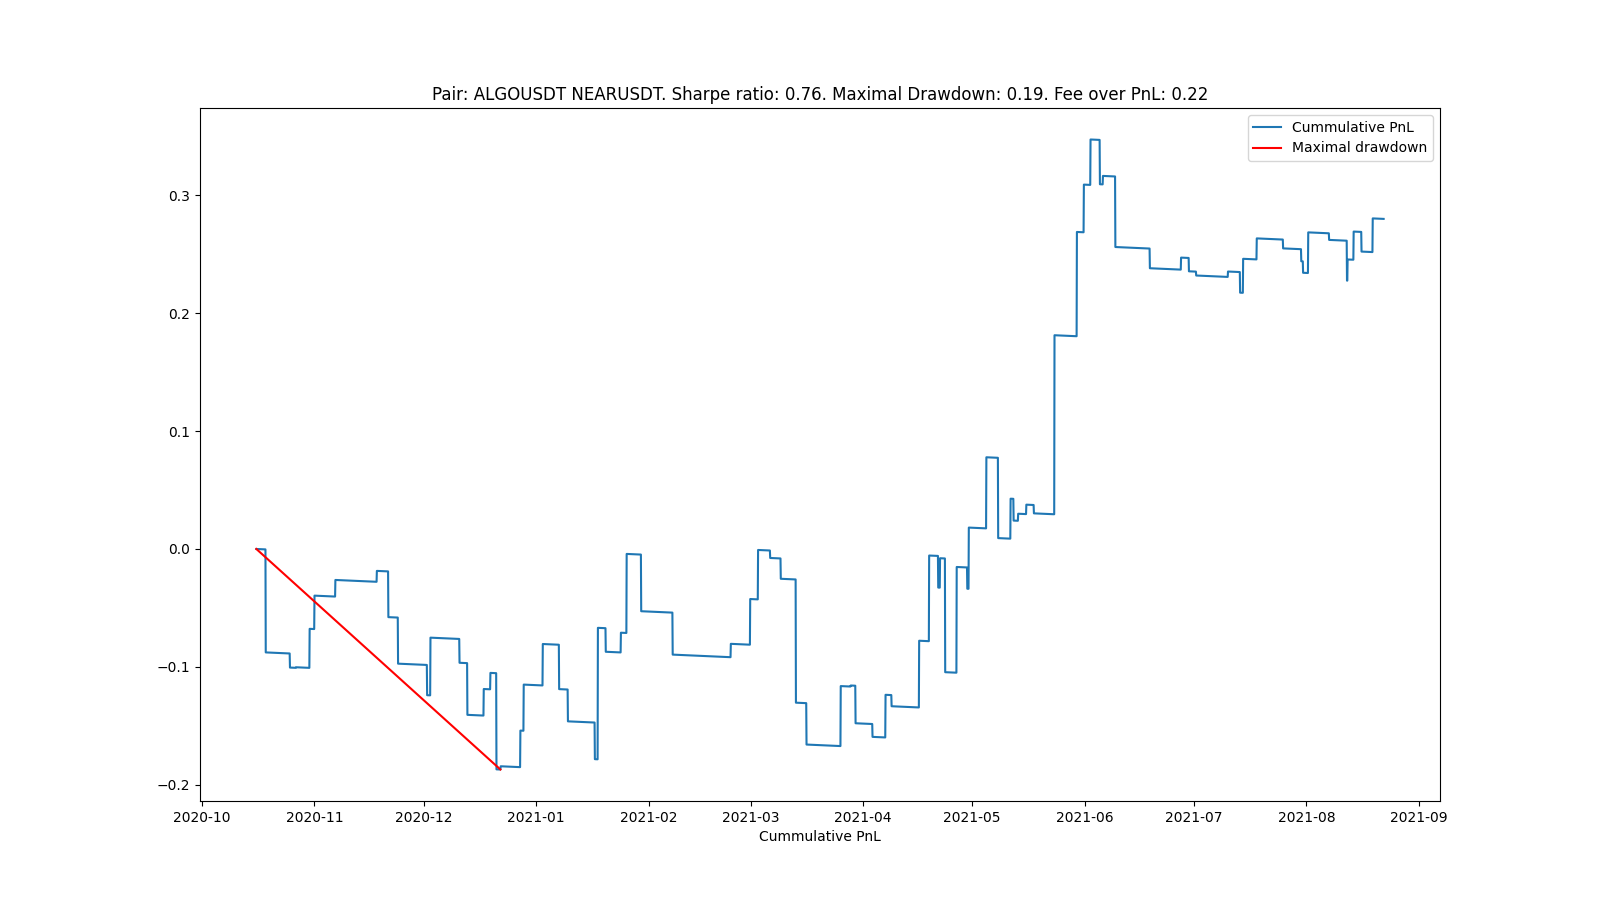 Pair: ALGOUSDT NEARUSDT. Sharpe ratio: 0.76. Maximal Drawdown: 0.19. Fee over PnL: 0.22
Cummulative PnL
Maximal drawdown
0.3
0.2
0.1
0.0
−0.1
−0.2
2020-10 2020-11 2020-12 2021-01 2021-02 2021-03 2021-04 2021-05 2021-06 2021-07 2021-08 2021-09
Cummulative PnL